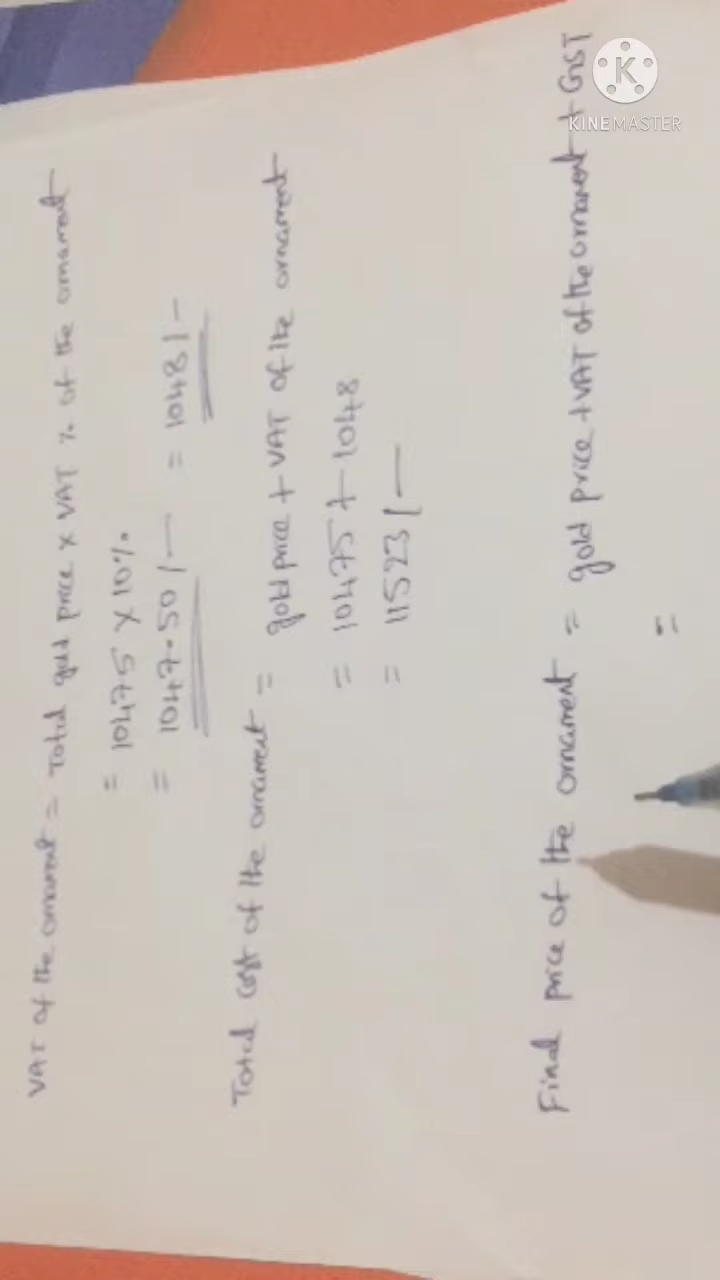 VAT of the ornament = Total gold price x VAT % of the ornament
= 10475 x 10%
= 1047.50/- = 1048/-
Total cost of the ornament = gold price + VAT of the ornament
= 10475 + 1048
= 11523/-
Final price of the ornament = gold price + VAT of the ornament + GST
=
KINEMASTER